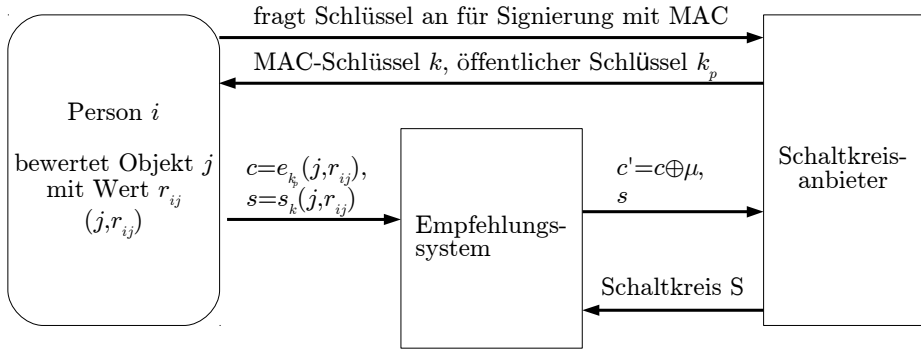 fragt Schlüssel an für Signierung mit MAC
MAC-Schlüssel k, öffentlicher Schlüssel k_p
Person i
bewertet Objekt j
mit Wert r_ij
(j,r_ij)
c=e_k_p(j,r_ij),
s=s_k(j,r_ij)
Empfehlungs-
system
c'=c⊕μ,
s
Schaltkreis S
Schaltkreis-
anbieter